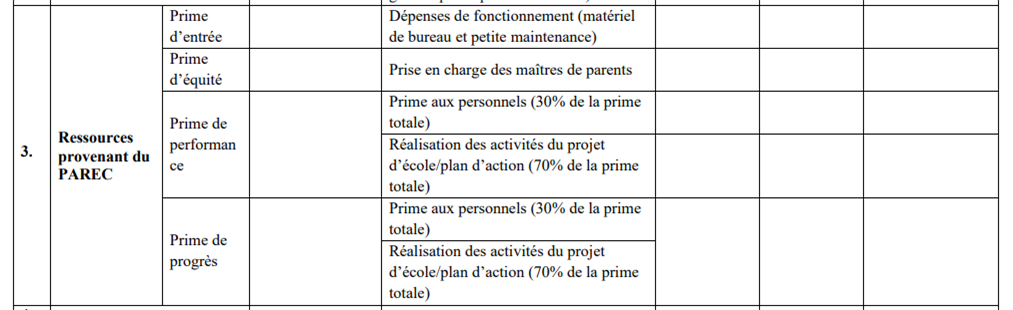 Prime
d'entrée
Dépenses de fonctionnement (matériel
de bureau et petite maintenance)
Prime
d'équité
Prise en charge des maîtres de parents
3.
Ressources
provenant du
PAREC
Prime de
performan
ce
Prime aux personnels (30% de la prime
totale)
Réalisation des activités du projet
d'école/plan d'action (70% de la prime
totale)
Prime de
progrès
Prime aux personnels (30% de la prime
totale)
Réalisation des activités du projet
d'école/plan d'action (70% de la prime
totale)